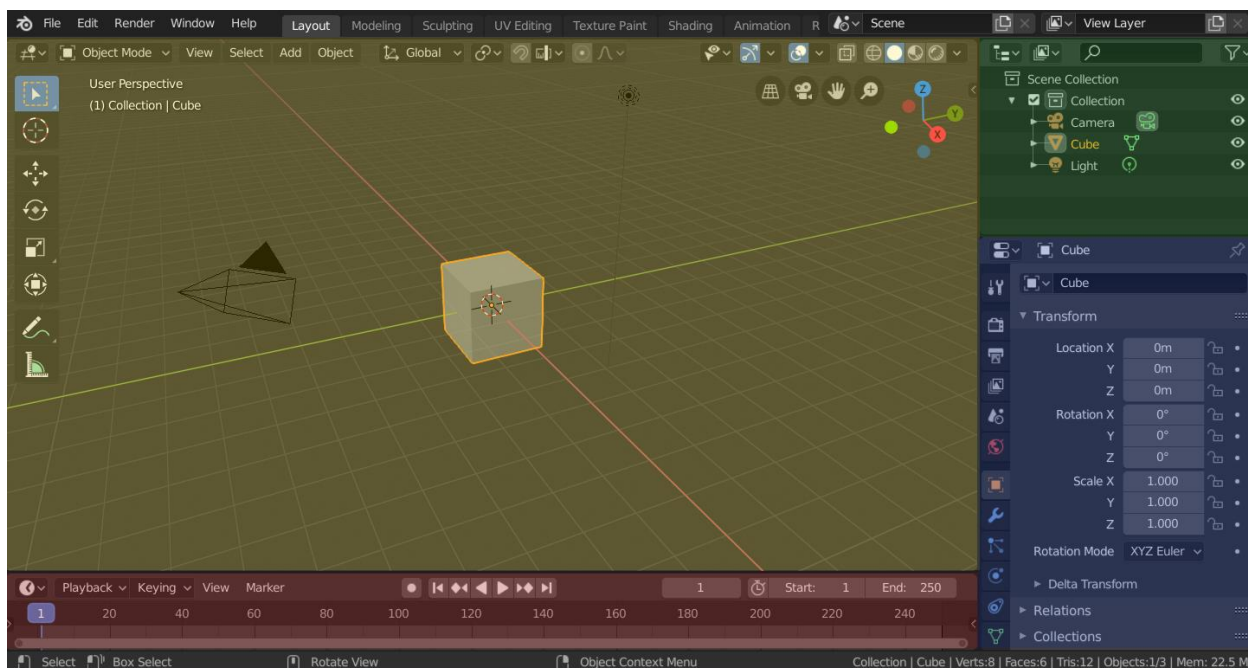 File Edit Render Window Help Layout Modeling Sculpting UV Editing Texture Paint Shading Animation R Scene View Layer
Object Mode View Select Add Object Global
User Perspective
(1) Collection | Cube
Z
Y
X
Scene Collection
Collection
Camera
Cube
Light
Cube
Cube
Transform
Location X 0m
Y 0m
Z 0m
Rotation X 0°
Y 0°
Z 0°
Scale X 1.000
Y 1.000
Z 1.000
Rotation Mode XYZ Euler
Delta Transform
Relations
Collections
Playback Keying View Marker 1 Start: 1 End: 250
1 20 40 60 80 100 120 140 160 180 200 220 240
Select Box Select Rotate View Object Context Menu Collection | Cube | Verts:8 | Faces:6 | Tris:12 | Objects:1/3 | Mem: 22.5 M